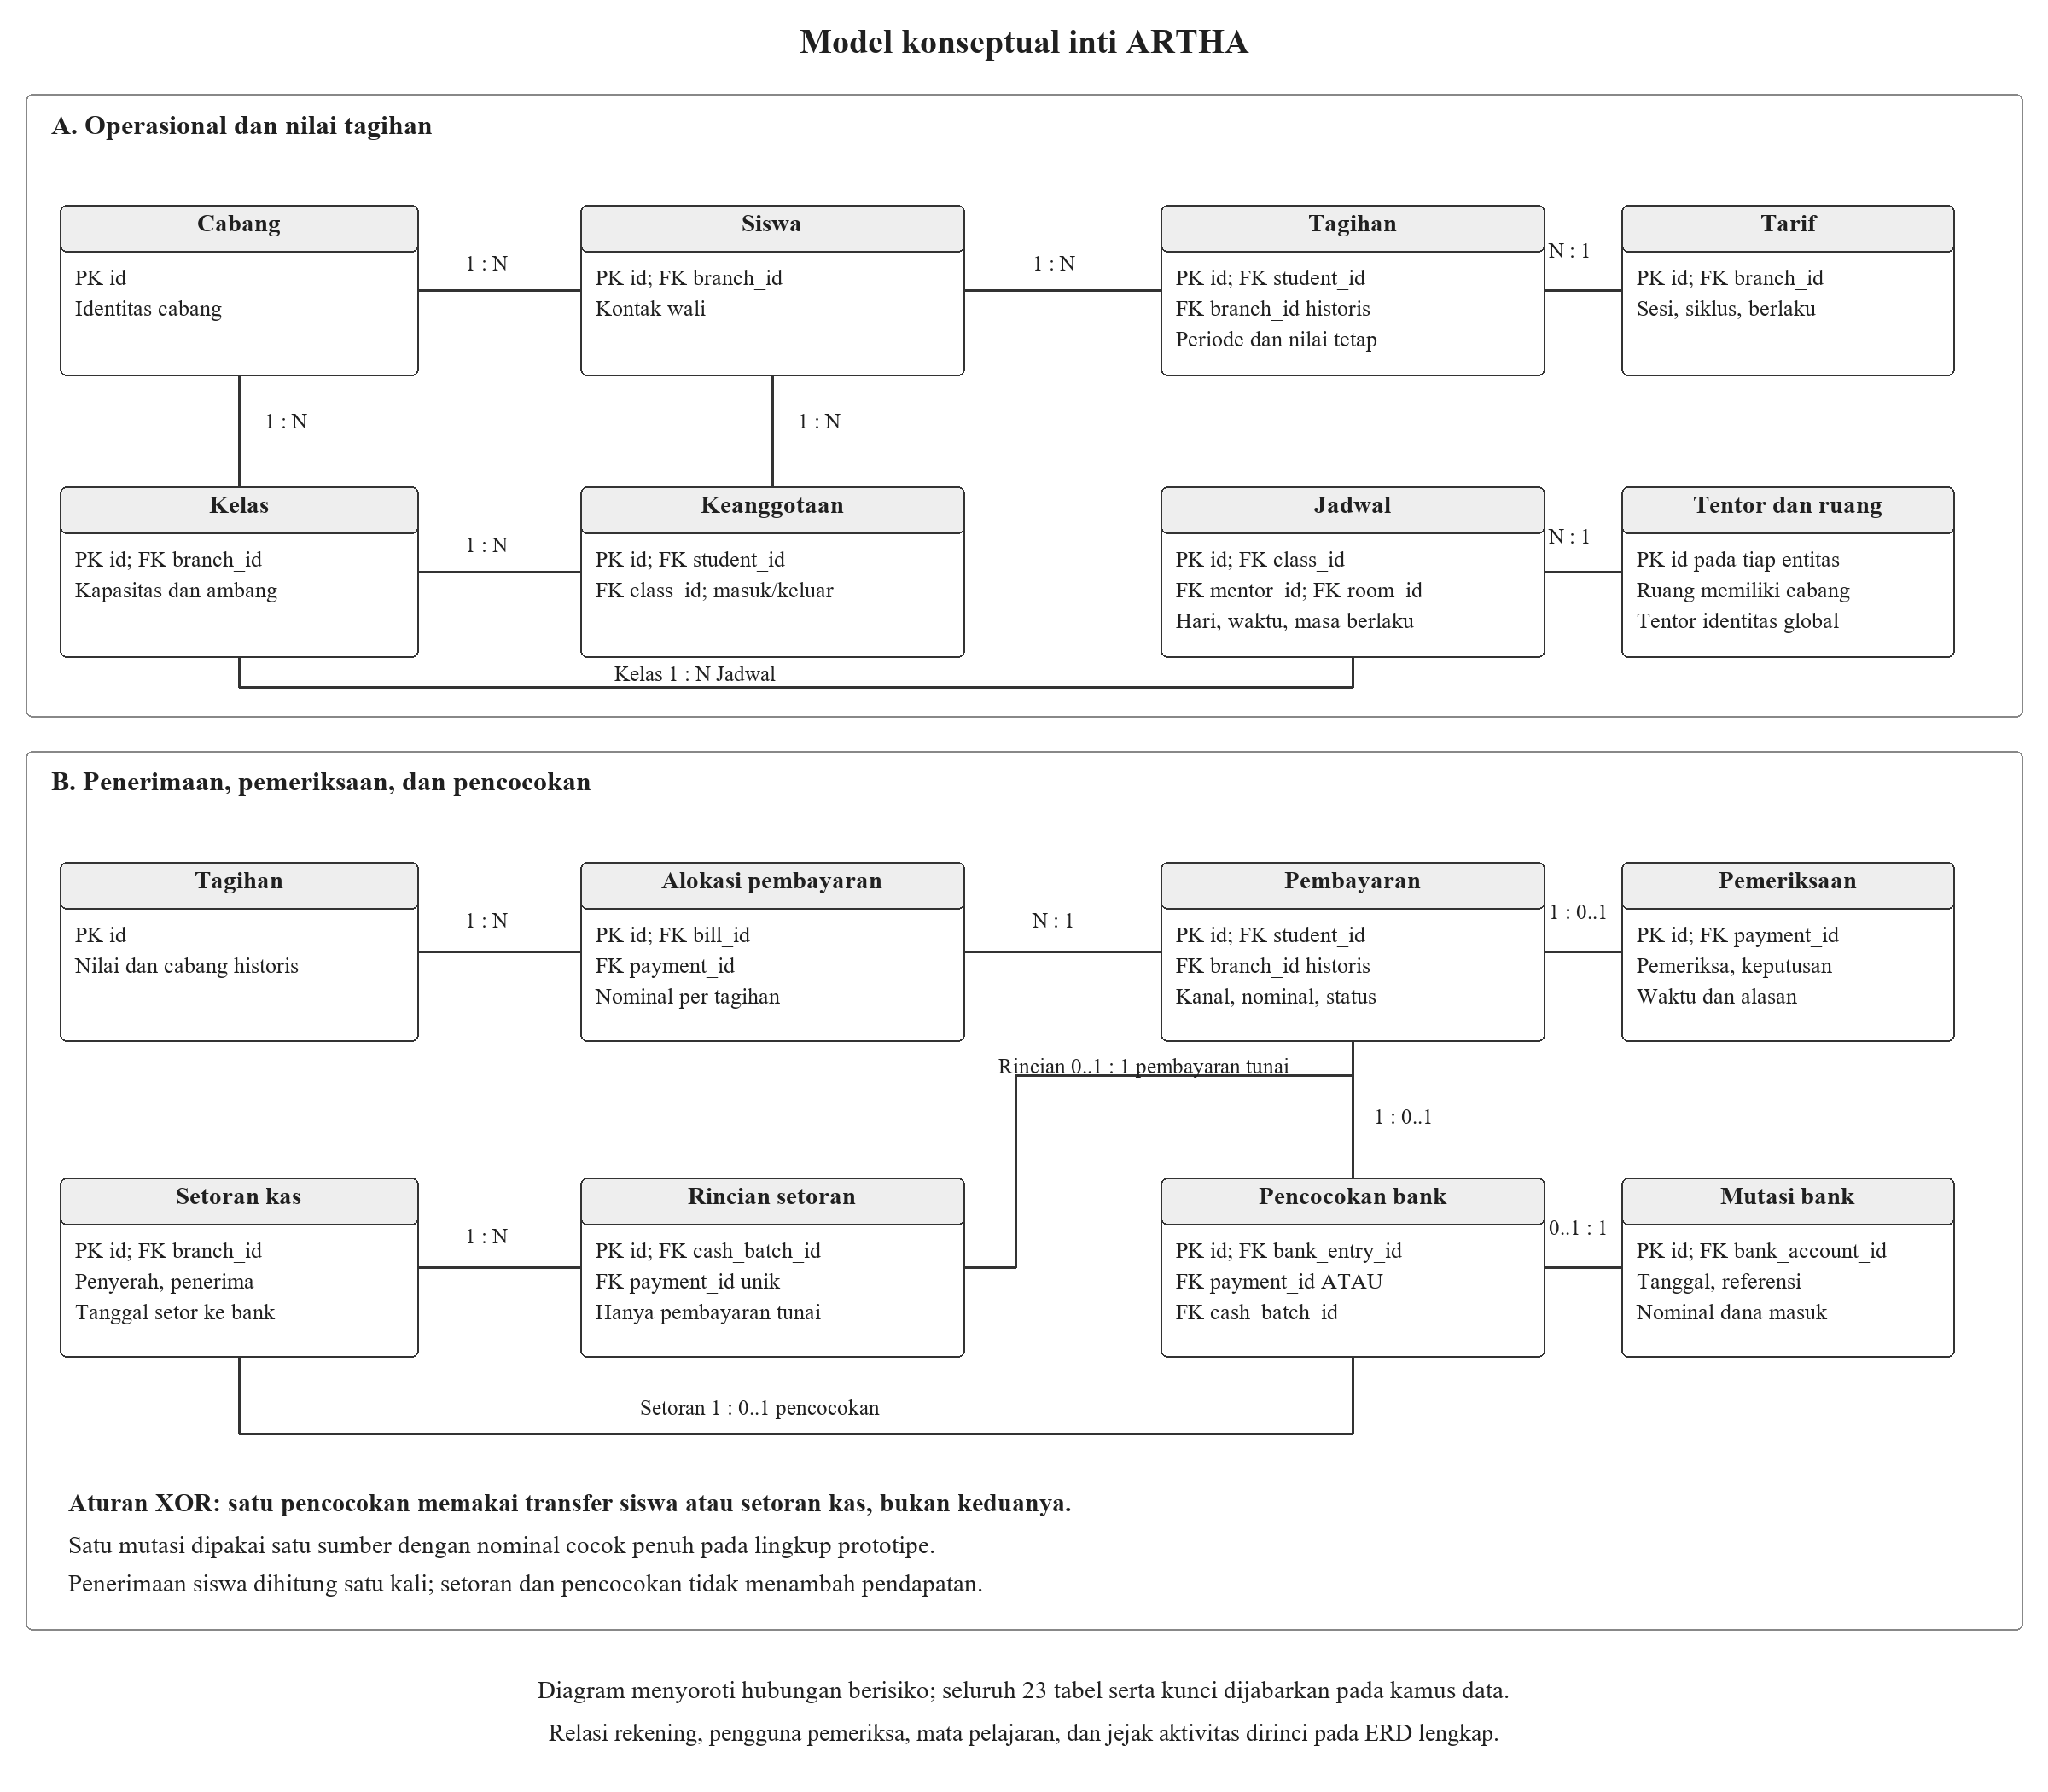 Model konseptual inti ARTHA
A. Operasional dan nilai tagihan
Cabang
PK id
Identitas cabang
1 : N
Siswa
PK id; FK branch_id
Kontak wali
1 : N
Tagihan
PK id; FK student_id
FK branch_id historis
Periode dan nilai tetap
N : 1
Tarif
PK id; FK branch_id
Sesi, siklus, berlaku
1 : N
1 : N
Kelas
PK id; FK branch_id
Kapasitas dan ambang
1 : N
Keanggotaan
PK id; FK student_id
FK class_id; masuk/keluar
Jadwal
PK id; FK class_id
FK mentor_id; FK room_id
Hari, waktu, masa berlaku
N : 1
Tentor dan ruang
PK id pada tiap entitas
Ruang memiliki cabang
Tentor identitas global
Kelas 1 : N Jadwal
B. Penerimaan, pemeriksaan, dan pencocokan
Tagihan
PK id
Nilai dan cabang historis
1 : N
Alokasi pembayaran
PK id; FK bill_id
FK payment_id
Nominal per tagihan
N : 1
Pembayaran
PK id; FK student_id
FK branch_id historis
Kanal, nominal, status
1 : 0..1
Pemeriksaan
PK id; FK payment_id
Pemeriksa, keputusan
Waktu dan alasan
Rincian 0..1 : 1 pembayaran tunai
1 : 0..1
Setoran kas
PK id; FK branch_id
Penyerah, penerima
Tanggal setor ke bank
1 : N
Rincian setoran
PK id; FK cash_batch_id
FK payment_id unik
Hanya pembayaran tunai
Pencocokan bank
PK id; FK bank_entry_id
FK payment_id ATAU
FK cash_batch_id
0..1 : 1
Mutasi bank
PK id; FK bank_account_id
Tanggal, referensi
Nominal dana masuk
Setoran 1 : 0..1 pencocokan
Aturan XOR: satu pencocokan memakai transfer siswa atau setoran kas, bukan keduanya.
Satu mutasi dipakai satu sumber dengan nominal cocok penuh pada lingkup prototipe.
Penerimaan siswa dihitung satu kali; setoran dan pencocokan tidak menambah pendapatan.
Diagram menyoroti hubungan berisiko; seluruh 23 tabel serta kunci dijabarkan pada kamus data.
Relasi rekening, pengguna pemeriksa, mata pelajaran, dan jejak aktivitas dirinci pada ERD lengkap.